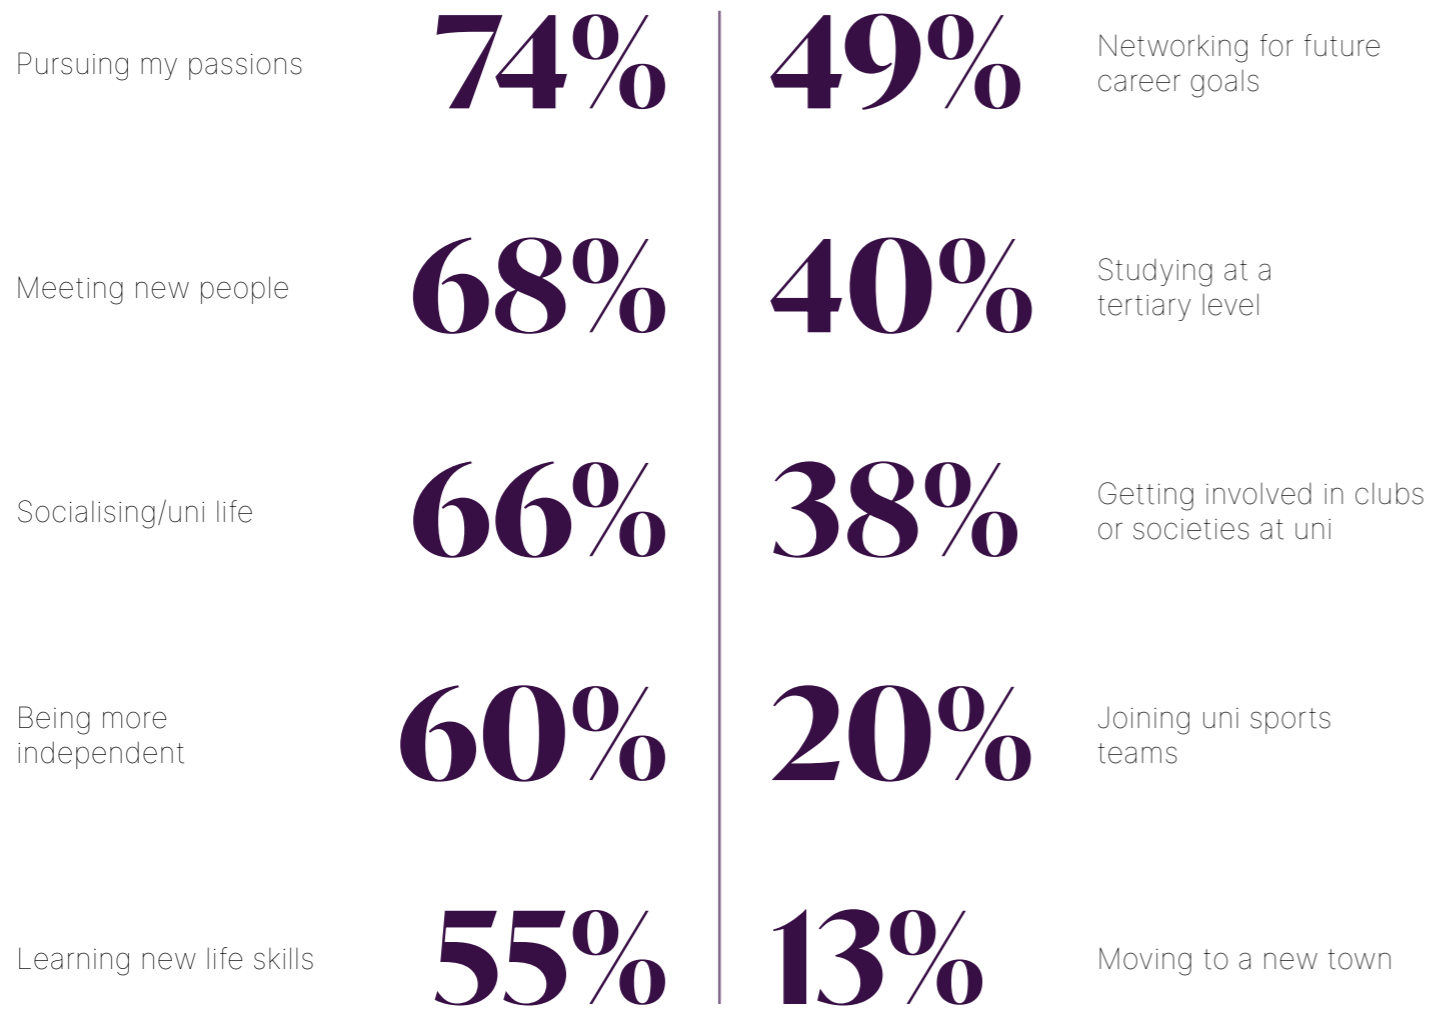 Pursuing my passions
74%
Meeting new people
68%
Socialising/uni life
66%
Being more
independent
60%
Learning new life skills
55%
49%
Networking for future
career goals
40%
Studying at a
tertiary level
38%
Getting involved in clubs
or societies at uni
20%
Joining uni sports
teams
13%
Moving to a new town